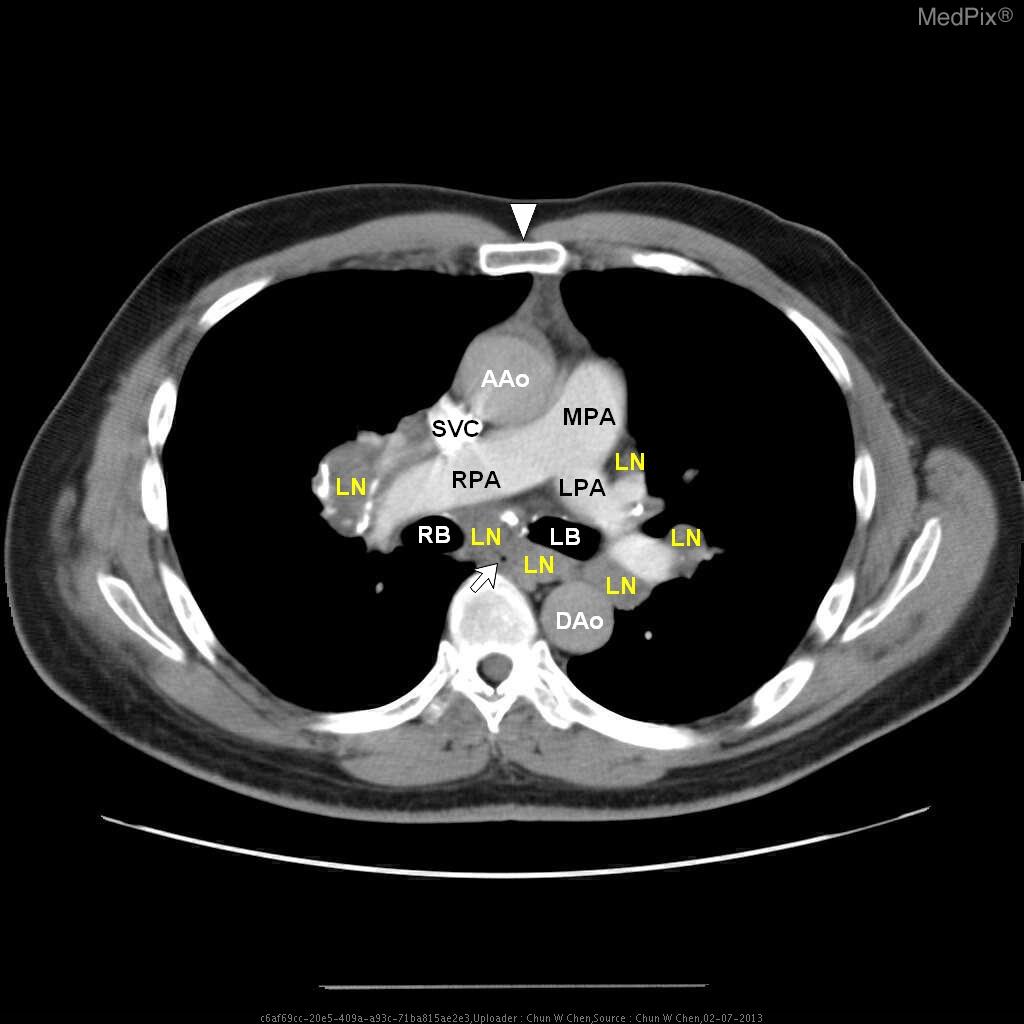 MedPix®
AAo
SVC
MPA
LN
RPA
LPA
LN
RB
LN
LB
LN
LN
LN
DAo
c6af69cc-20e5-409a-a93c-71ba815ae2e3,Uploader : Chun W Chen,Source : Chun W Chen,02-07-2013